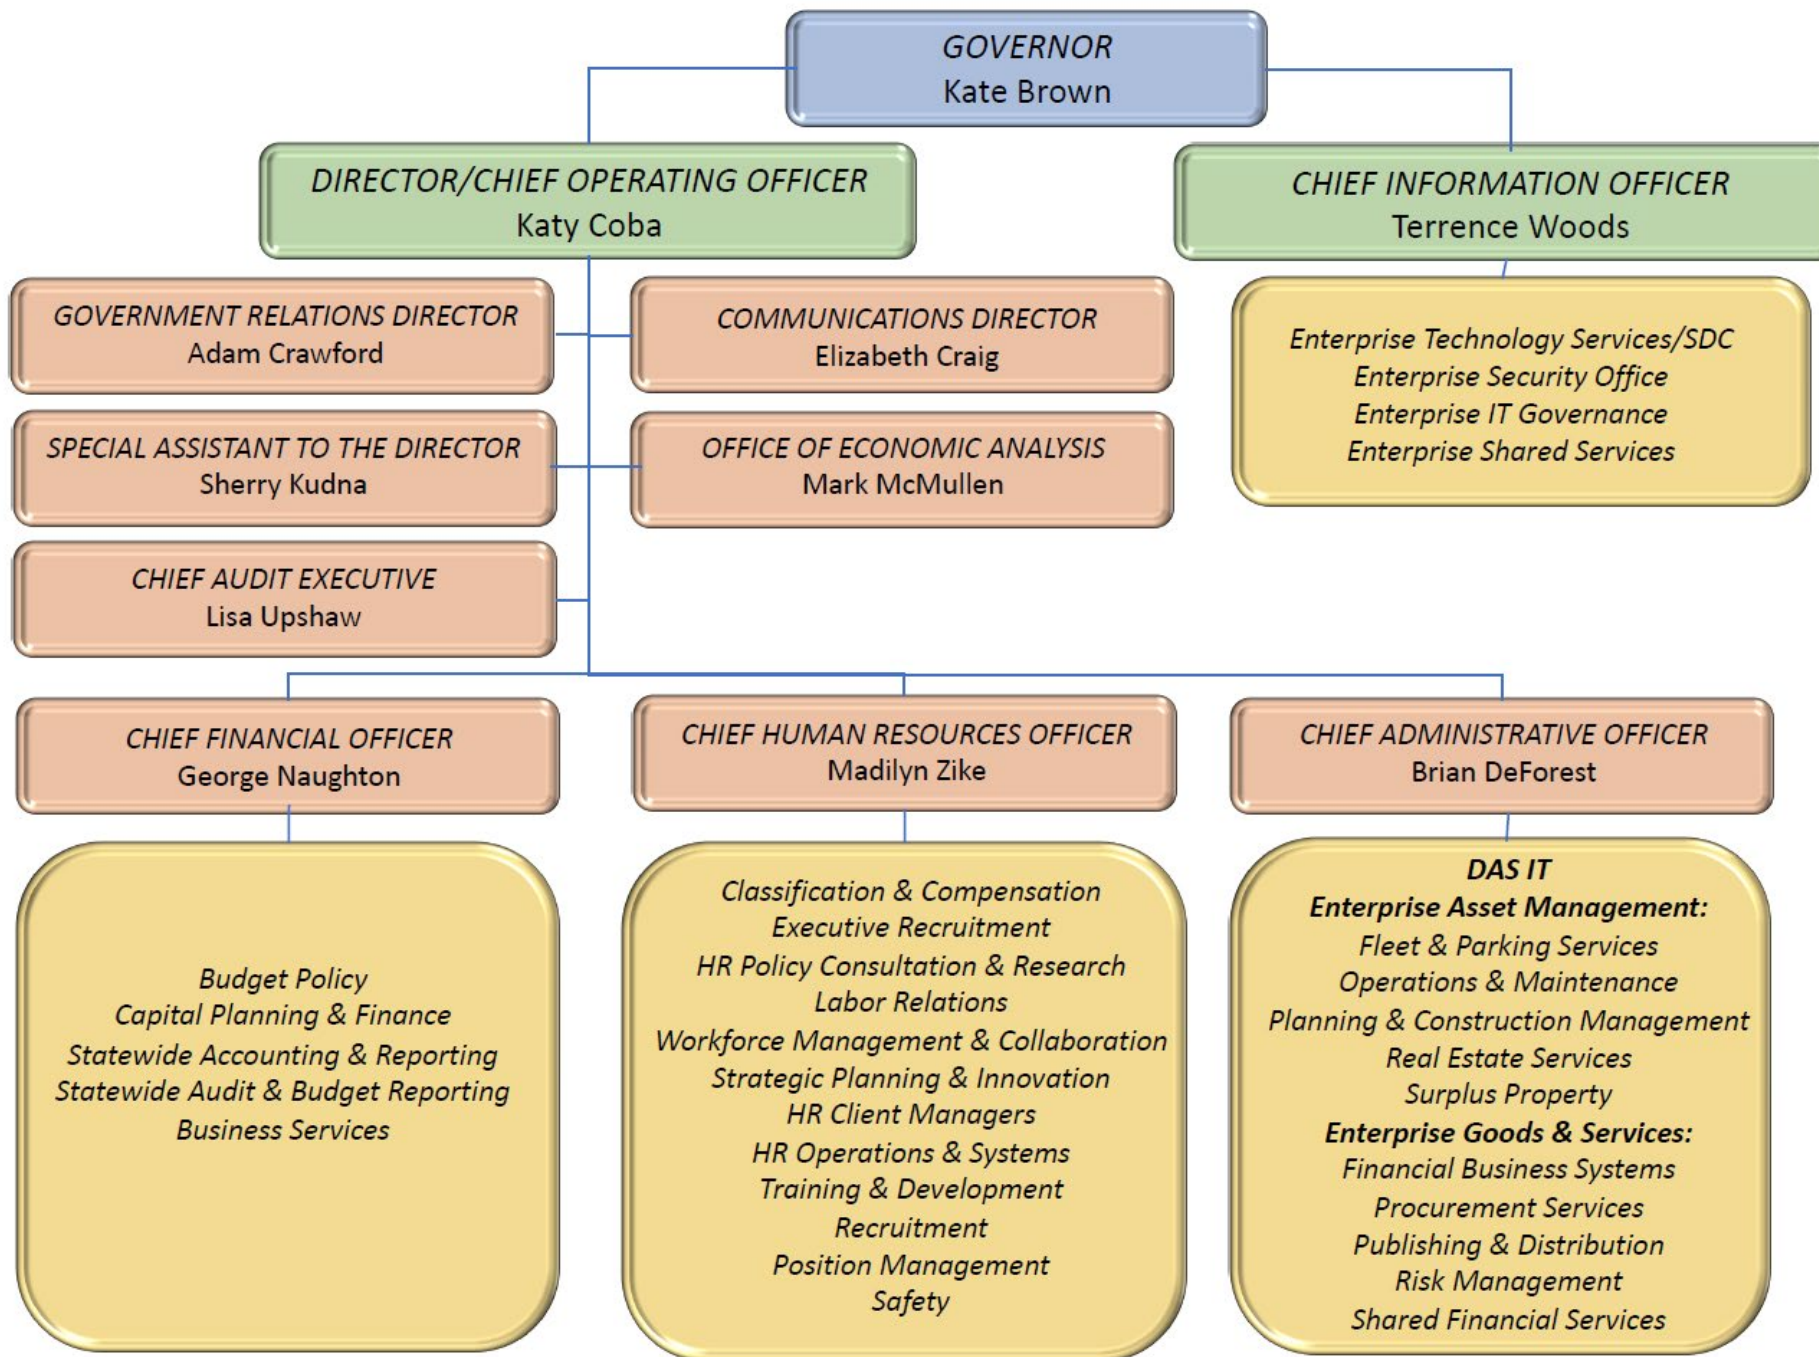 GOVERNOR
Kate Brown
DIRECTOR/CHIEF OPERATING OFFICER
Katy Coba
CHIEF INFORMATION OFFICER
Terrence Woods
GOVERNMENT RELATIONS DIRECTOR
Adam Crawford
COMMUNICATIONS DIRECTOR
Elizabeth Craig
Enterprise Technology Services/SDC
Enterprise Security Office
Enterprise IT Governance
Enterprise Shared Services
SPECIAL ASSISTANT TO THE DIRECTOR
Sherry Kudna
OFFICE OF ECONOMIC ANALYSIS
Mark McMullen
CHIEF AUDIT EXECUTIVE
Lisa Upshaw
CHIEF FINANCIAL OFFICER
George Naughton
CHIEF HUMAN RESOURCES OFFICER
Madilyn Zike
CHIEF ADMINISTRATIVE OFFICER
Brian DeForest
Budget Policy
Capital Planning & Finance
Statewide Accounting & Reporting
Statewide Audit & Budget Reporting
Business Services
Classification & Compensation
Executive Recruitment
HR Policy Consultation & Research
Labor Relations
Workforce Management & Collaboration
Strategic Planning & Innovation
HR Client Managers
HR Operations & Systems
Training & Development
Recruitment
Position Management
Safety
DAS IT
Enterprise Asset Management:
Fleet & Parking Services
Operations & Maintenance
Planning & Construction Management
Real Estate Services
Surplus Property
Enterprise Goods & Services:
Financial Business Systems
Procurement Services
Publishing & Distribution
Risk Management
Shared Financial Services